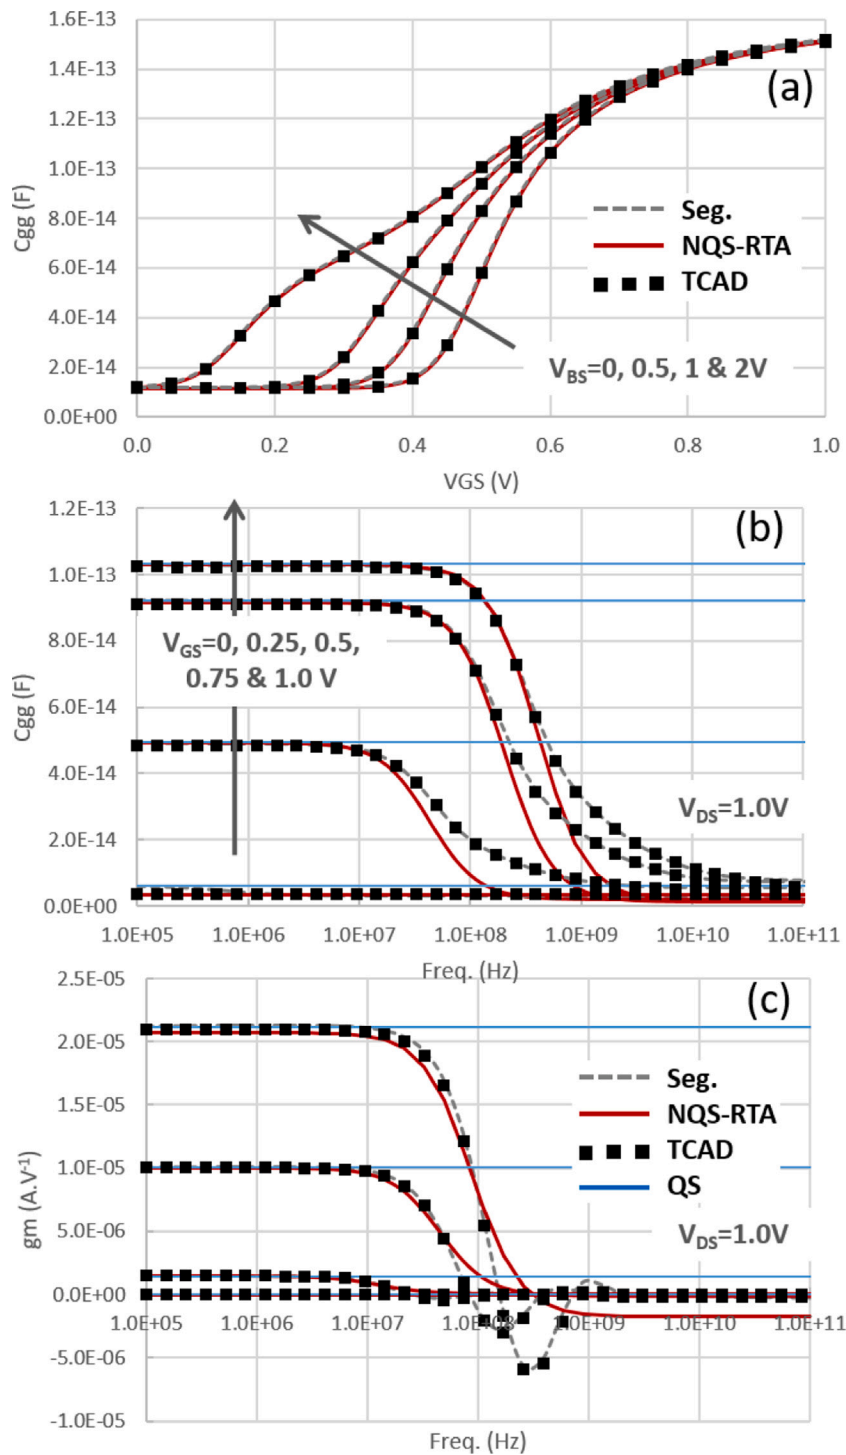 1.6E-13
1.4E-13
1.2E-13
1.0E-13
8.0E-14
6.0E-14
4.0E-14
2.0E-14
0.0E+00
Cgg (F)
(a)
Seg.
NQS-RTA
TCAD
VBS=0, 0.5, 1 & 2V
0.0 0.2 0.4 0.6 0.8 1.0
VGS (V)
1.2E-13
1.0E-13
8.0E-14
6.0E-14
4.0E-14
2.0E-14
0.0E+00
Cgg (F)
(b)
VGS=0, 0.25, 0.5,
0.75 & 1.0 V
VDS=1.0V
1.0E+05 1.0E+06 1.0E+07 1.0E+08 1.0E+09 1.0E+10 1.0E+11
Freq. (Hz)
2.5E-05
2.0E-05
1.5E-05
1.0E-05
5.0E-06
0.0E+00
-5.0E-06
-1.0E-05
gm (A.V-1)
(c)
Seg.
NQS-RTA
TCAD
QS
VDS=1.0V
1.0E+05 1.0E+06 1.0E+07 1.0E+08 1.0E+09 1.0E+10 1.0E+11
Freq. (Hz)